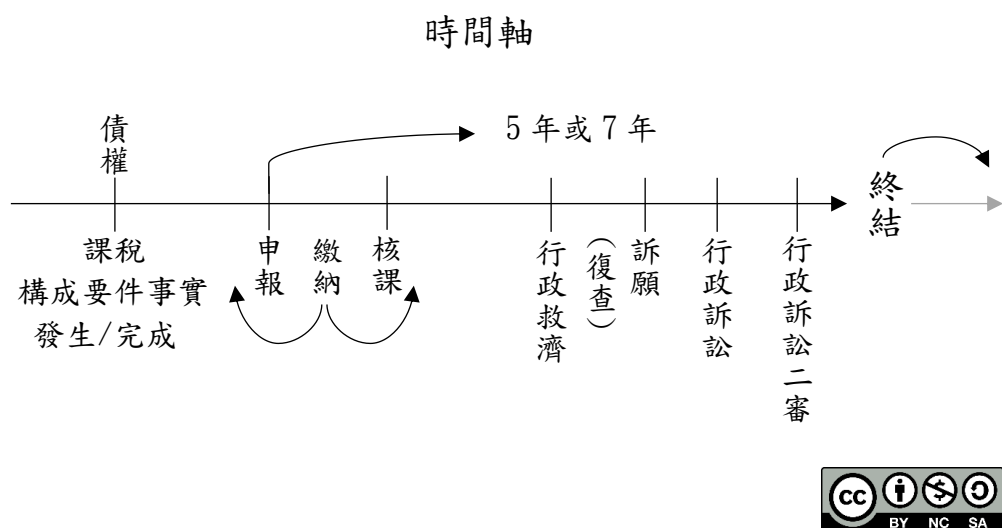 時間軸
債權
5 年或 7 年
終結
課稅
構成要件事實
發生/完成
申報
繳納
核課
行政救濟
（復查）
訴願
行政訴訟
行政訴訟二審
cc
BY NC SA